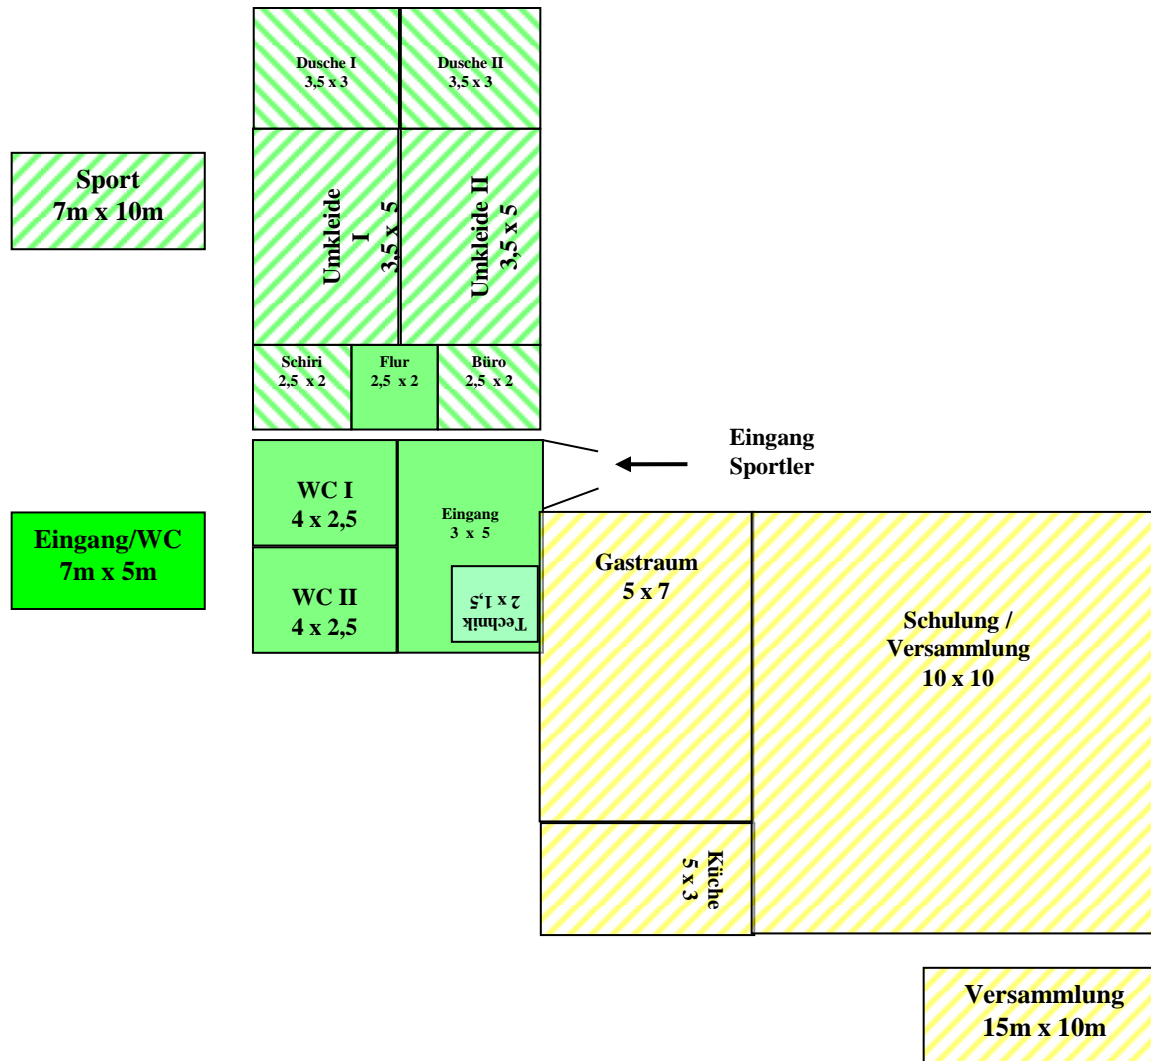 Dusche I
3,5 x 3
Dusche II
3,5 x 3
Sport
7m x 10m
Umkleide
I
3,5 x 5
Umkleide II
3,5 x 5
Schiri
2,5 x 2
Flur
2,5 x 2
Büro
2,5 x 2
Eingang
Sportler
WC I
4 x 2,5
Eingang
3 x 5
Eingang/WC
7m x 5m
WC II
4 x 2,5
Technik
2 x 1,5
Gastraum
5 x 7
Schulung /
Versammlung
10 x 10
Küche
5 x 3
Versammlung
15m x 10m